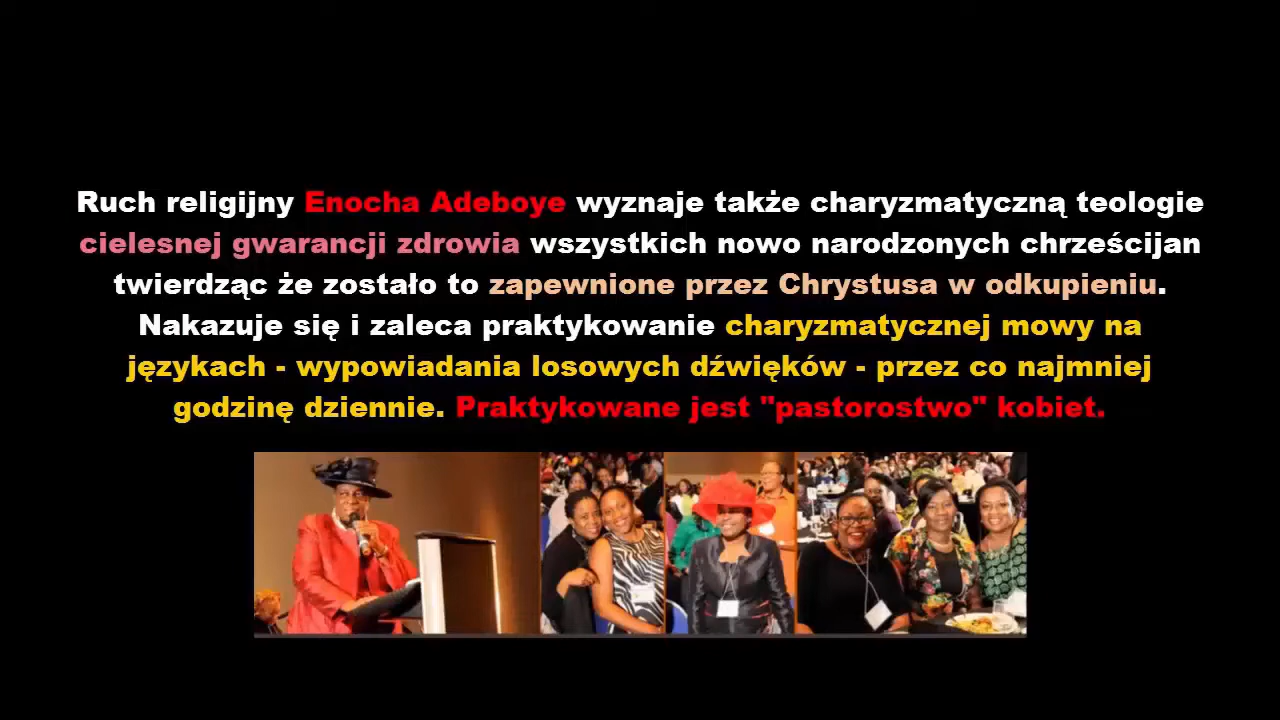 Ruch religijny Enocha Adeboye wyznaje także charyzmatyczną teologie
cielesnej gwarancji zdrowia wszystkich nowo narodzonych chrześcijan
twierdząc że zostało to zapewnione przez Chrystusa w odkupieniu.
Nakazuje się i zaleca praktykowanie charyzmatycznej mowy na
językach - wypowiadania losowych dźwięków - przez co najmniej
godzinę dziennie. Praktykowane jest "pastorostwo" kobiet.